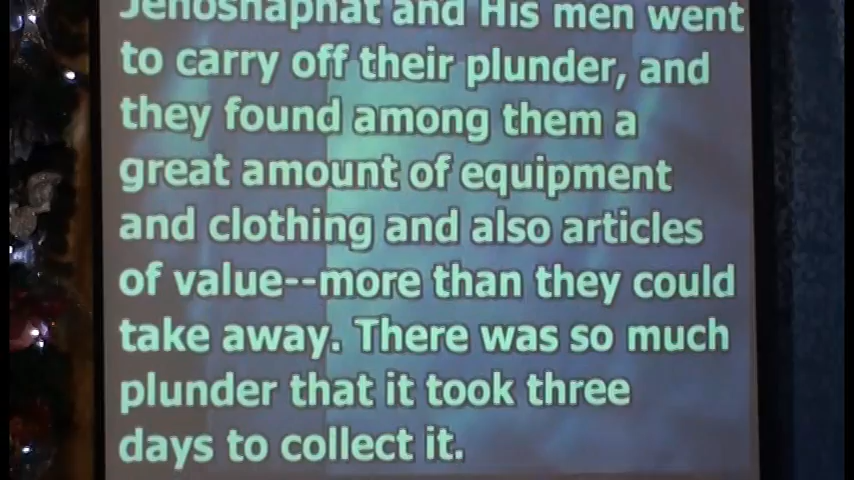 Jehoshaphat and His men went
to carry off their plunder, and
they found among them a
great amount of equipment
and clothing and also articles
of value--more than they could
take away. There was so much
plunder that it took three
days to collect it.